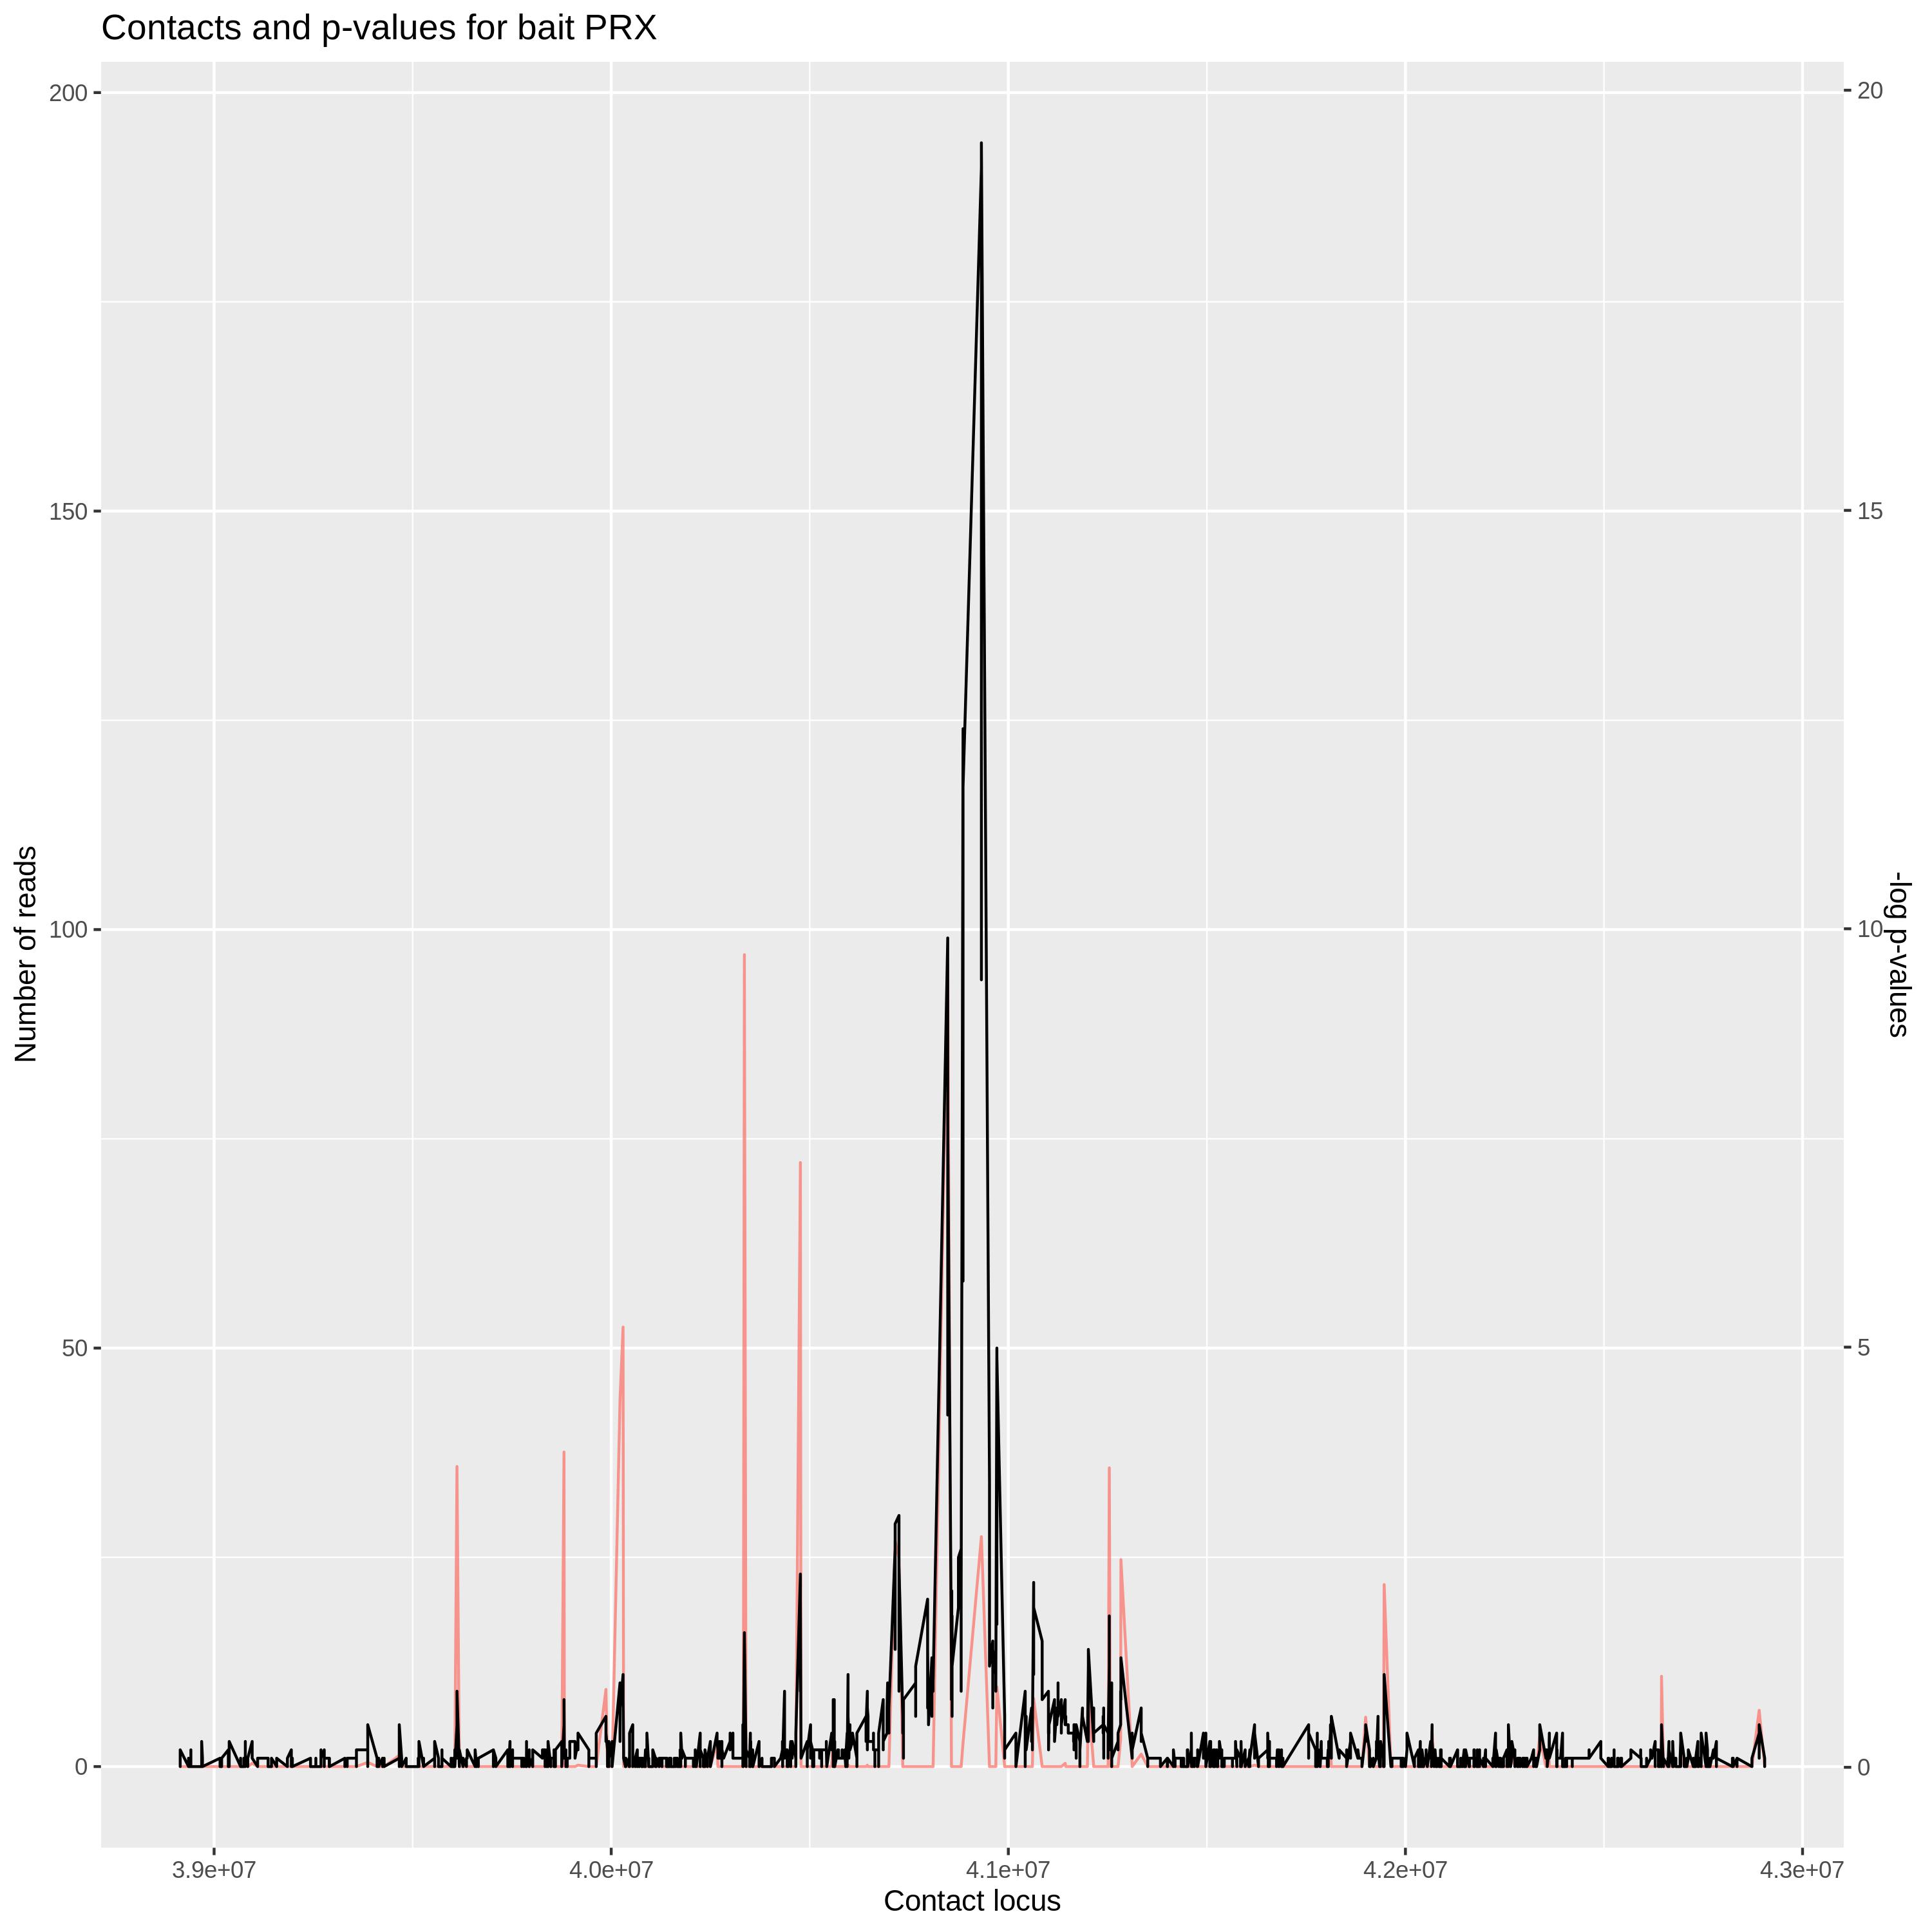 Contacts and p-values for bait PRX
200
150
100
50
0
20
15
10
5
0
Number of reads
-log p-values
3.9e+07
4.0e+07
4.1e+07
4.2e+07
4.3e+07
Contact locus